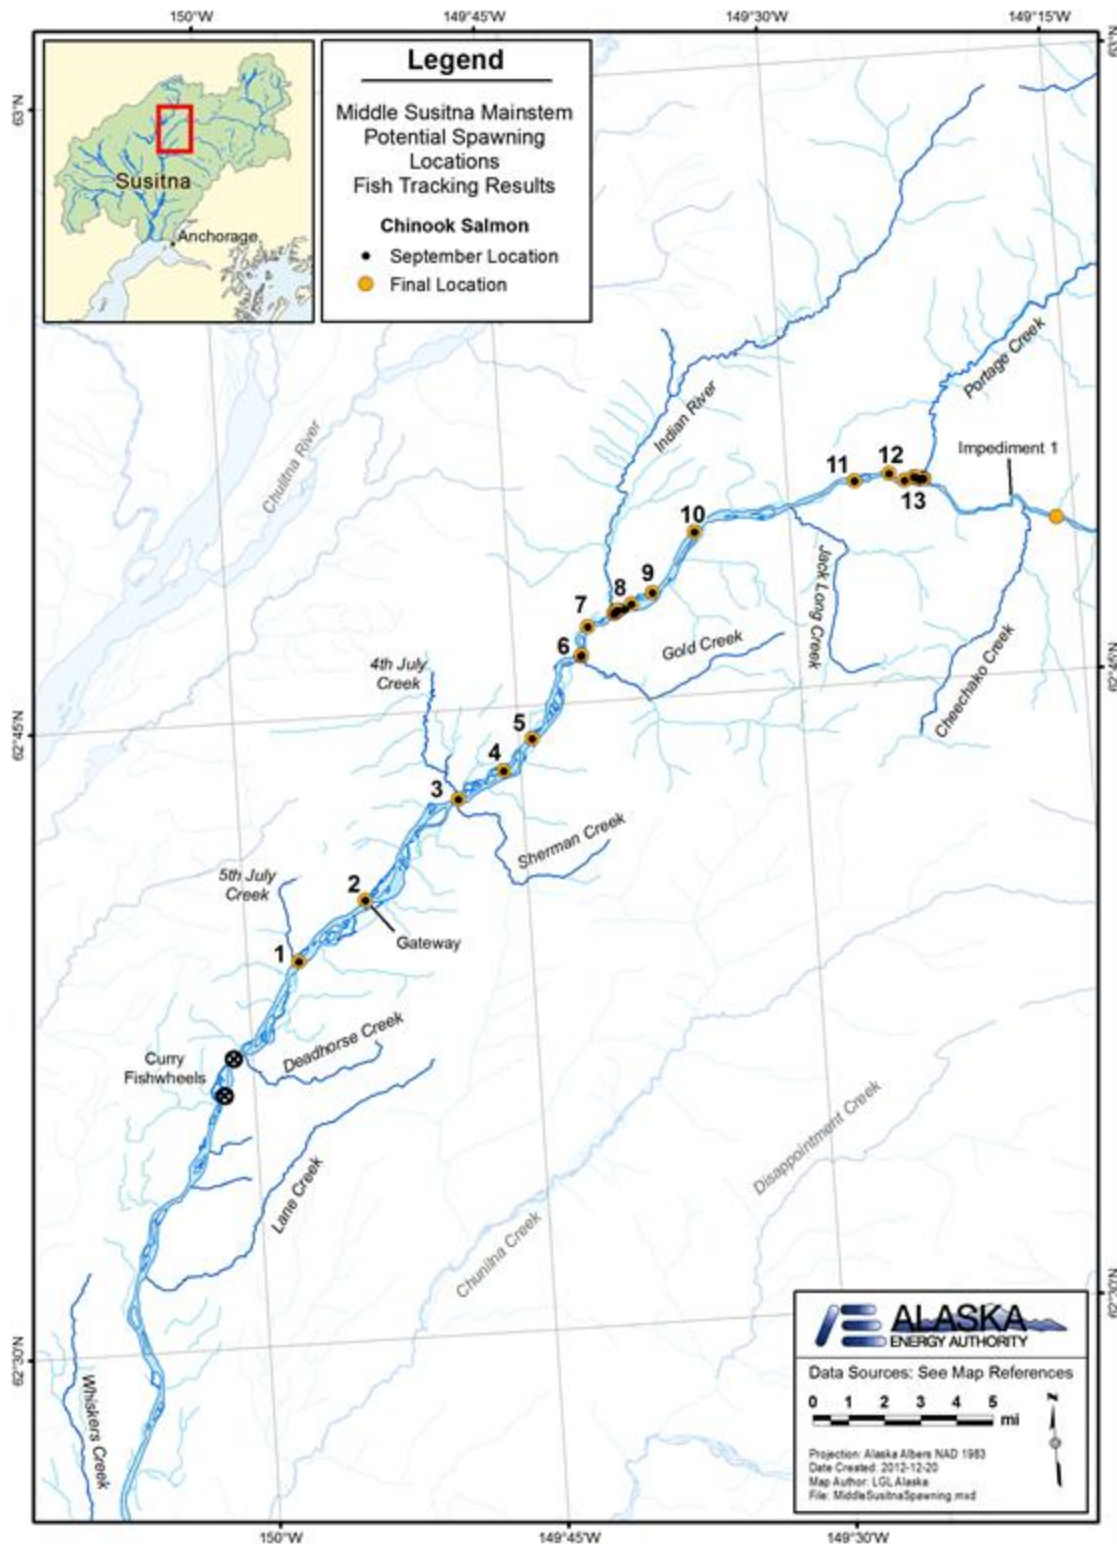 150°W
149°45'W
149°30'W
149°15'W
63°N
Legend
Middle Susitna Mainstem
Potential Spawning
Locations
Fish Tracking Results
Chinook Salmon
September Location
Final Location
Susitna
Anchorage
Chulitna River
Indian River
Portage Creek
Impediment 1
11
12
13
10
9
8
7
6
Jack Long Creek
Gold Creek
Cheechako Creek
4th July
Creek
62°45'N
5
4
3
Sherman Creek
5th July
Creek
2
Gateway
1
Curry
Fishwheels
Deadhorse Creek
Lane Creek
Disappointment Creek
Chunilna Creek
62°30'N
Whiskers Creek
ALASKA
ENERGY AUTHORITY
Data Sources: See Map References
0 1 2 3 4 5 mi
N
Projection: Alaska Albers NAD 1983
Date Created: 2012-12-20
Map Author: LGL Alaska
File: MiddleSusitnaSpawning.mxd
150°W
149°45'W
149°30'W